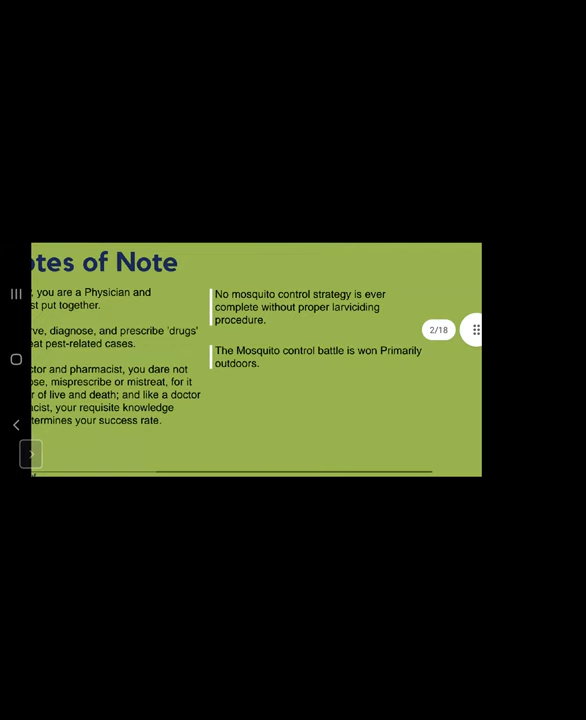 otes of Note
, you are a Physician and
st put together.
rve, diagnose, and prescribe 'drugs'
eat pest-related cases.
ctor and pharmacist, you dare not
ose, misprescribe or mistreat, for it
r of live and death; and like a doctor
acist, your requisite knowledge
termines your success rate.
No mosquito control strategy is ever
complete without proper larviciding
procedure.
The Mosquito control battle is won Primarily
outdoors.
2/18